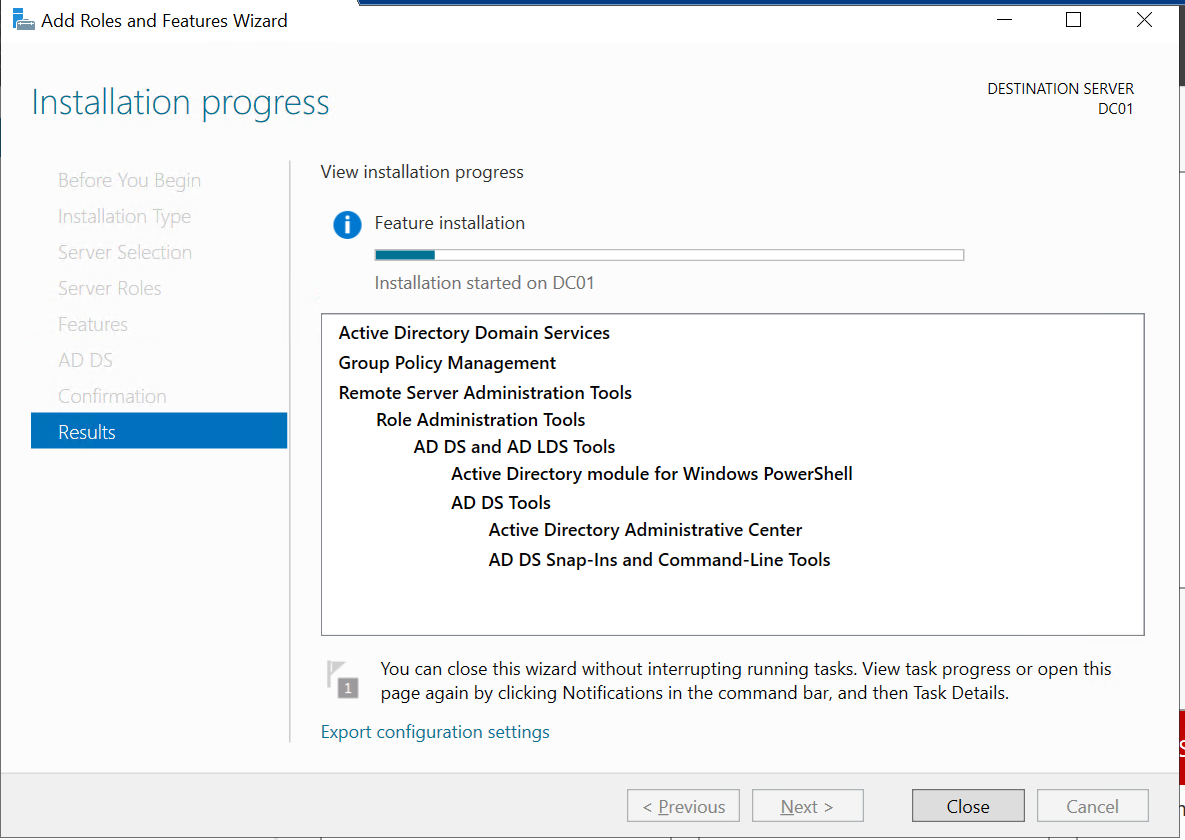 Add Roles and Features Wizard
Installation progress
DESTINATION SERVER
DC01
Before You Begin
Installation Type
Server Selection
Server Roles
Features
AD DS
Confirmation
Results
View installation progress
Feature installation
Installation started on DC01
Active Directory Domain Services
Group Policy Management
Remote Server Administration Tools
Role Administration Tools
AD DS and AD LDS Tools
Active Directory module for Windows PowerShell
AD DS Tools
Active Directory Administrative Center
AD DS Snap-Ins and Command-Line Tools
1
You can close this wizard without interrupting running tasks. View task progress or open this
page again by clicking Notifications in the command bar, and then Task Details.
Export configuration settings
< Previous
Next >
Close
Cancel